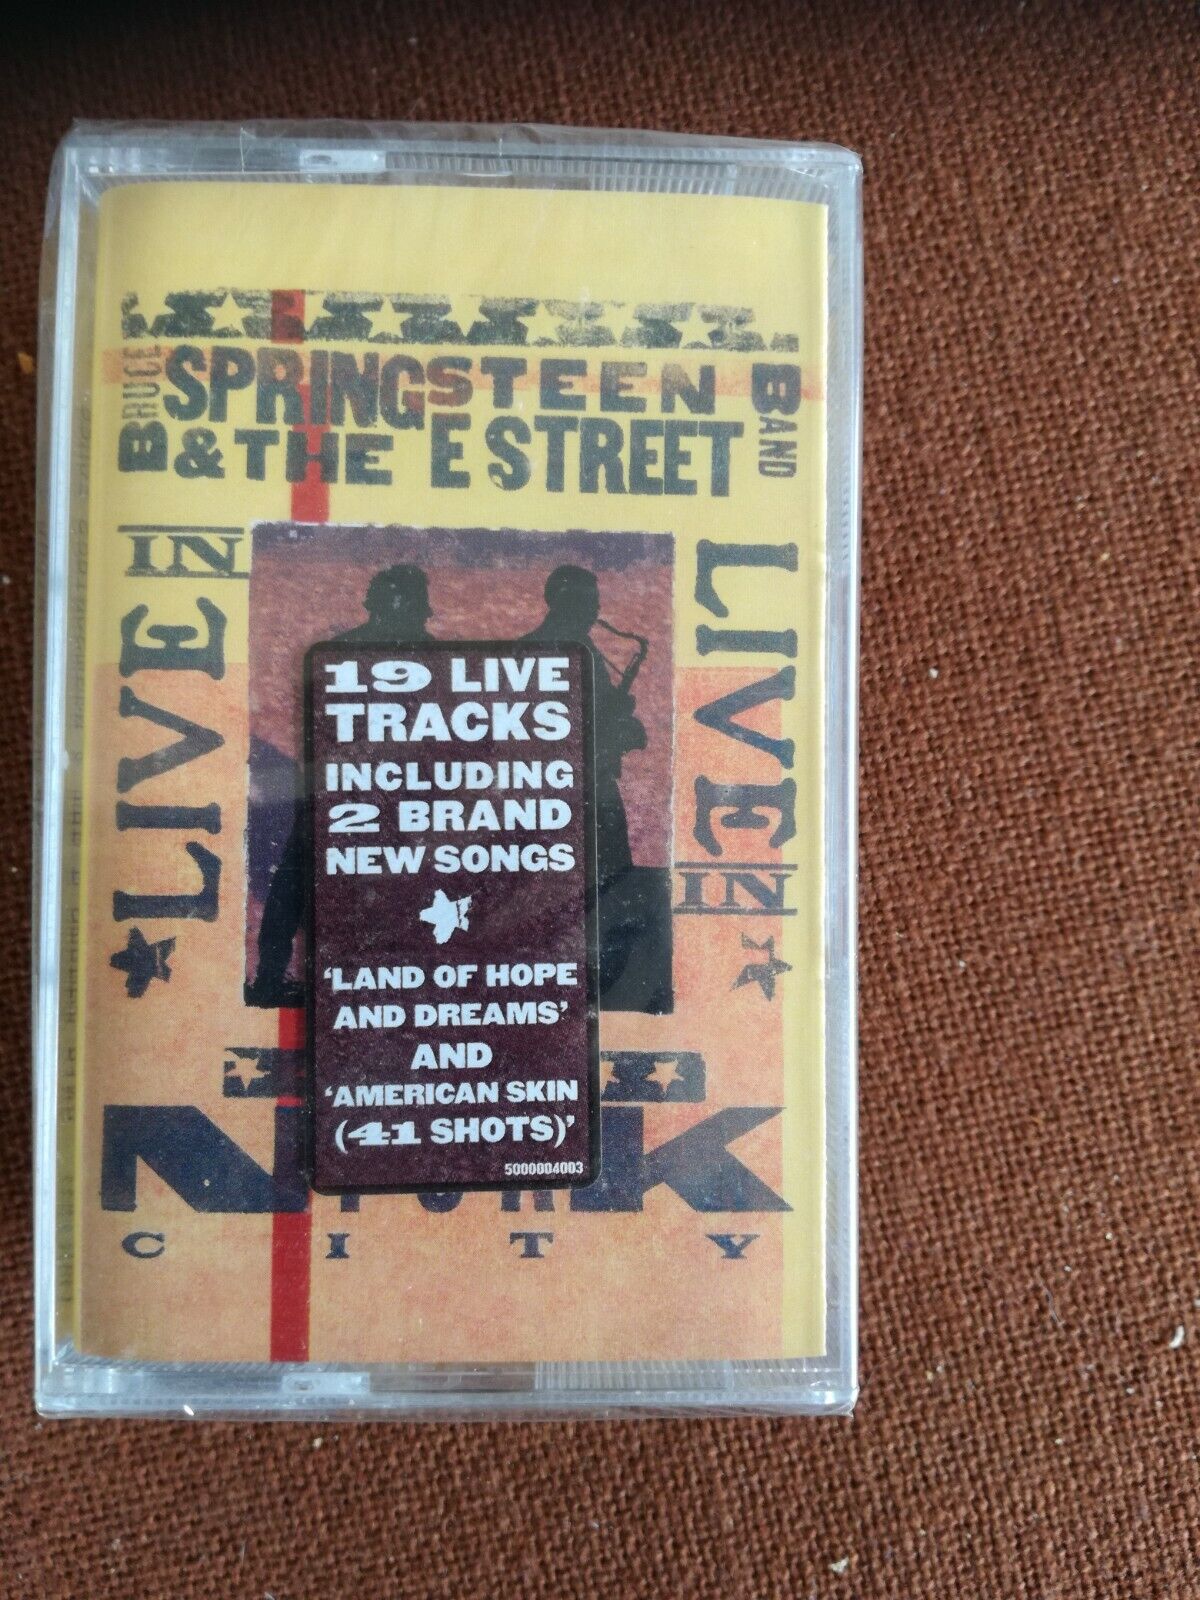 BRUCE
SPRINGSTEEN
& THE E STREET
BAND
LIVE IN
LIVE IN
19 LIVE
TRACKS
INCLUDING
2 BRAND
NEW SONGS
'LAND OF HOPE
AND DREAMS'
AND
'AMERICAN SKIN
(41 SHOTS)'
5000004003
CITY